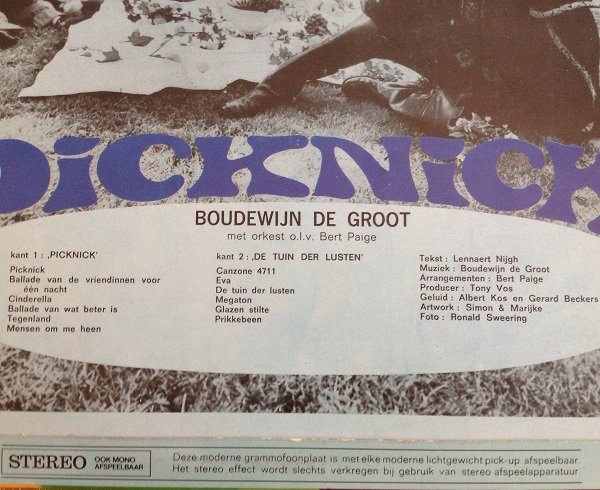 PICKNICK
BOUDEWIJN DE GROOT
met orkest o.l.v. Bert Paige
kant 1 : ‚PICKNICK'
Picknick
Ballade van de vriendinnen voor
één nacht
Cinderella
Ballade van wat beter is
Tegenland
Mensen om me heen
kant 2 : ‚DE TUIN DER LUSTEN'
Canzone 4711
Eva
De tuin der lusten
Megaton
Glazen stilte
Prikkebeen
Tekst : Lennaert Nijgh
Muziek : Boudewijn de Groot
Arrangementen : Bert Paige
Producer : Tony Vos
Geluid : Albert Kos en Gerard Beckers
Artwork : Simon & Marijke
Foto : Ronald Sweering
STEREO OOK MONO AFSPEELBAAR
Deze moderne grammofoonplaat is met elke moderne lichtgewicht pick-up afspeelbaar.
Het stereo effect wordt slechts verkregen bij gebruik van stereo afspeelapparatuur.